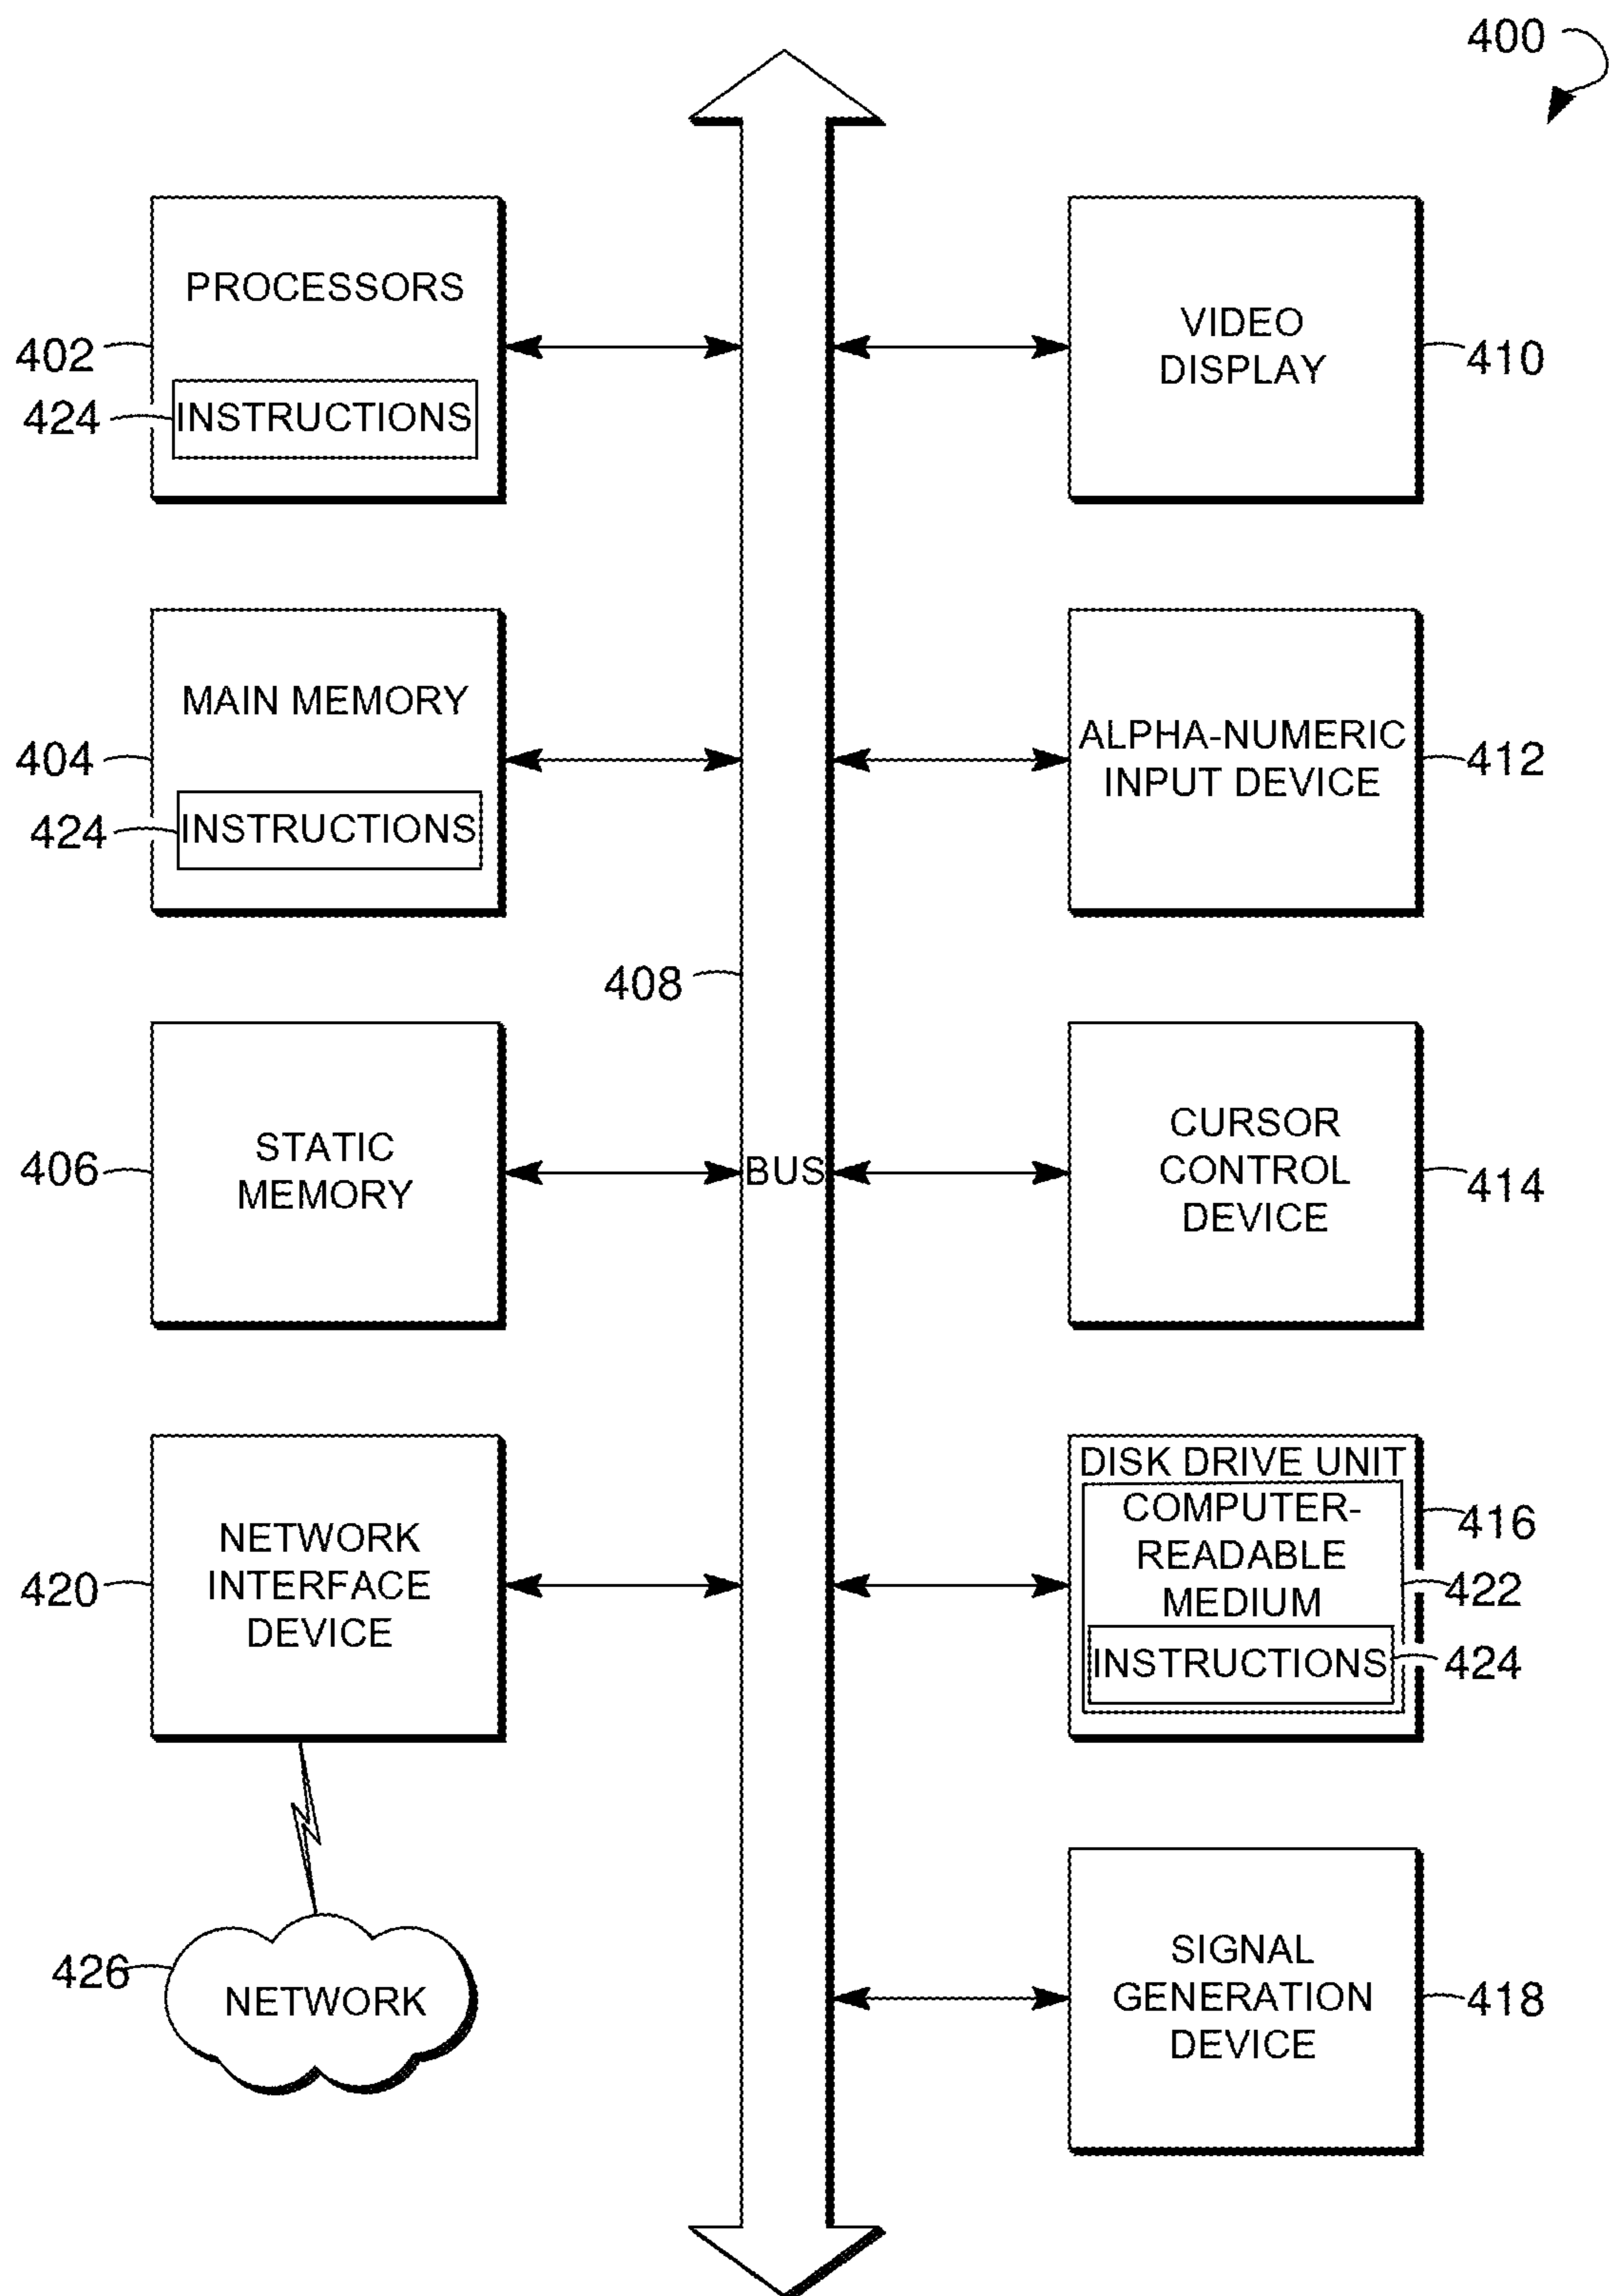 400
PROCESSORS
402
424
INSTRUCTIONS
VIDEO
DISPLAY
410
MAIN MEMORY
404
424
INSTRUCTIONS
ALPHA-NUMERIC
INPUT DEVICE
412
408
STATIC
MEMORY
406
BUS
CURSOR
CONTROL
DEVICE
414
NETWORK
INTERFACE
DEVICE
420
DISK DRIVE UNIT
COMPUTER-
READABLE
MEDIUM
416
422
INSTRUCTIONS
424
426
NETWORK
SIGNAL
GENERATION
DEVICE
418